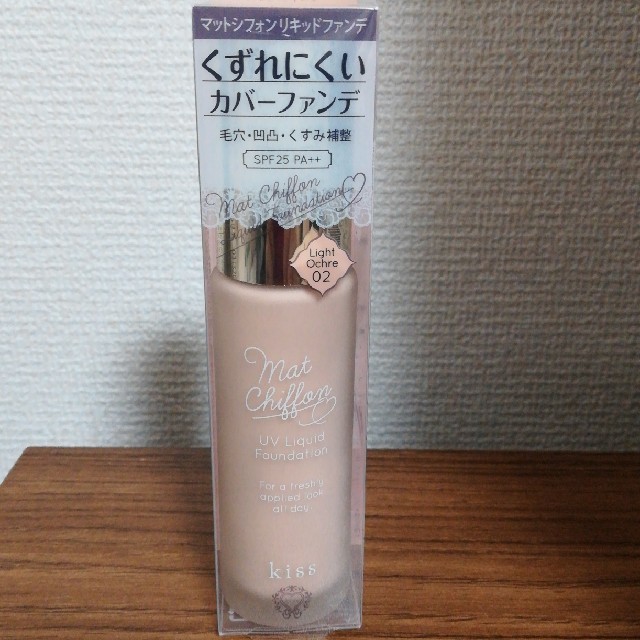 マットシフォン リキッドファンデ
くずれにくい
カバーファンデ
毛穴・凹凸・くすみ補整
SPF25 PA++
Mat Chiffon
Foundation
Light
Ochre
02
Mat
Chiffon
UV Liquid
Foundation
For a freshly
applied look
all day.
kiss